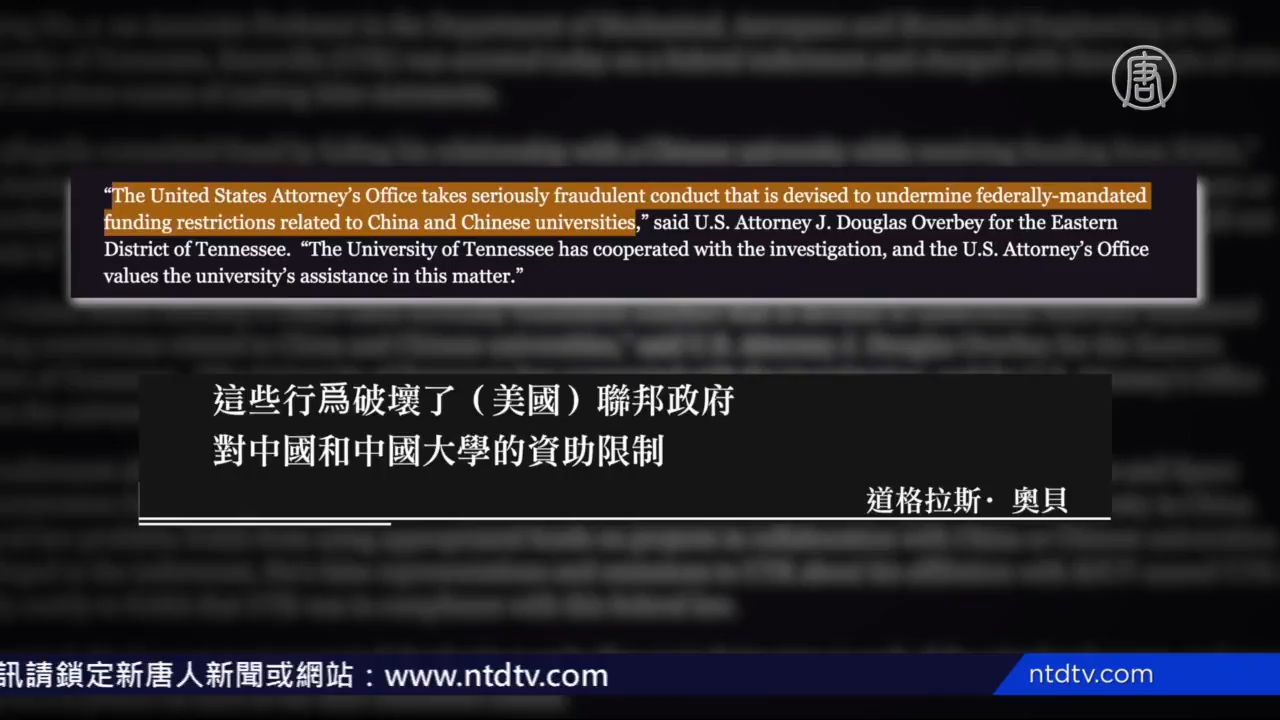 唐
“The United States Attorney’s Office takes seriously fraudulent conduct that is devised to undermine federally-mandated
funding restrictions related to China and Chinese universities,” said U.S. Attorney J. Douglas Overbey for the Eastern
District of Tennessee.  “The University of Tennessee has cooperated with the investigation, and the U.S. Attorney’s Office
values the university’s assistance in this matter.”
這些行爲破壞了（美國）聯邦政府
對中國和中國大學的資助限制
道格拉斯· 奧貝
訊請鎖定新唐人新聞或網站：www.ntdtv.com
ntdtv.com